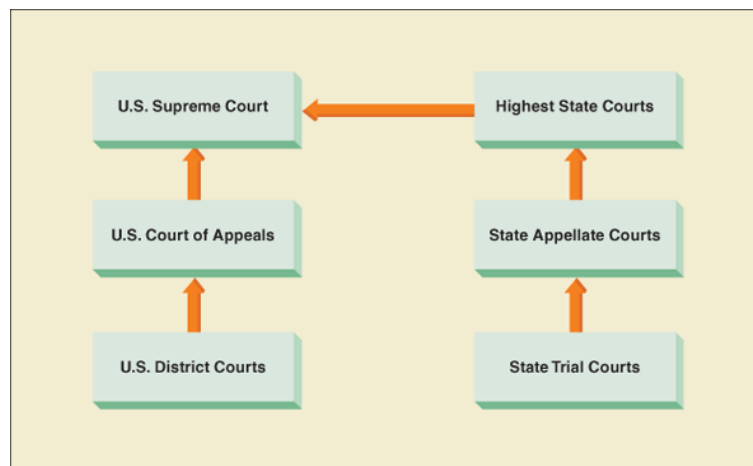 U.S. Supreme Court
Highest State Courts
U.S. Court of Appeals
State Appellate Courts
U.S. District Courts
State Trial Courts